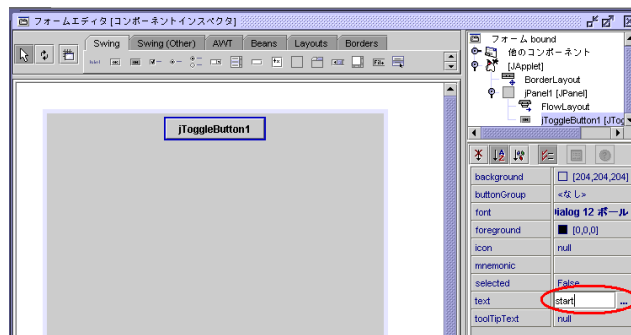 フォームエディタ [コンポーネントインスペクタ]
Swing
Swing (Other)
AWT
Beans
Layouts
Borders
フォーム bound
他のコンポーネント
[JApplet]
BorderLayout
jPanel1 [JPanel]
FlowLayout
jToggleButton1 [JTog
jToggleButton1
background [204,204,204]
buttonGroup <なし>
font Dialog 12 ボール
foreground [0,0,0]
icon null
mnemonic
selected False
text start ...
toolTipText null